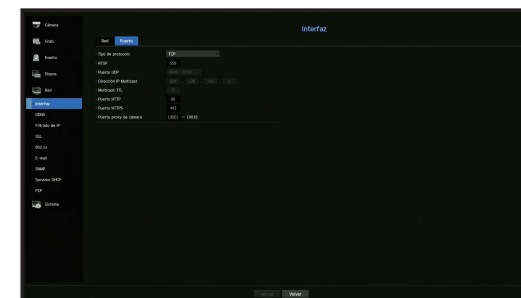 Interfaz
Cámara
Grab.
Evento
Dispos.
Red
Interfaz
DDNS
Filtrado de IP
SSL
802.1x
E-mail
SNMP
Servidor DHCP
P2P
Sistema
Red Puerto
· Tipo de protocolo TCP
· RTSP 558
· Puerto UDP
· Dirección IP Multicast
· Multicast TTL
· Puerto HTTP 80
· Puerto HTTPS 443
· Puerto proxy de cámara 10001 ~ 10016
Volver